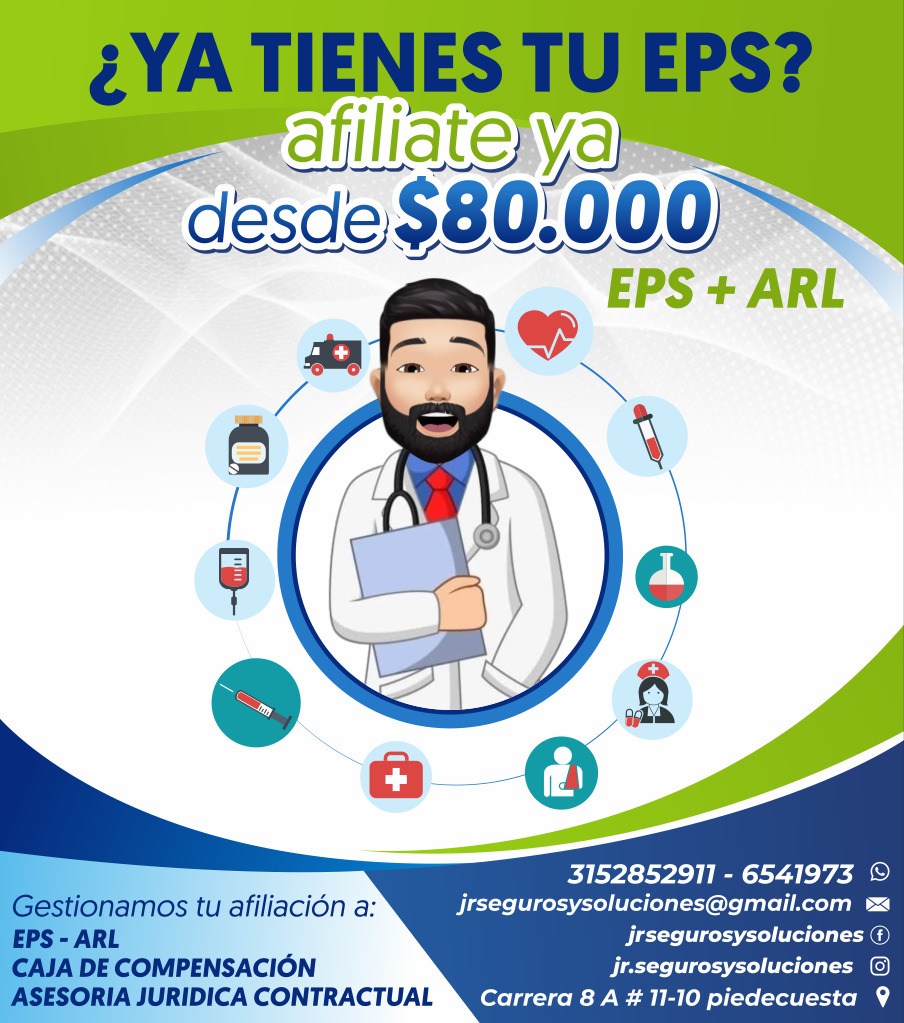 ¿YA TIENES TU EPS?
afiliate ya
desde $80.000
EPS + ARL
Gestionamos tu afiliación a:
EPS - ARL
CAJA DE COMPENSACIÓN
ASESORIA JURIDICA CONTRACTUAL
3152852911 - 6541973
jrsegurosysoluciones@gmail.com
jrsegurosysoluciones
jr.segurosysoluciones
Carrera 8 A # 11-10 piedecuesta